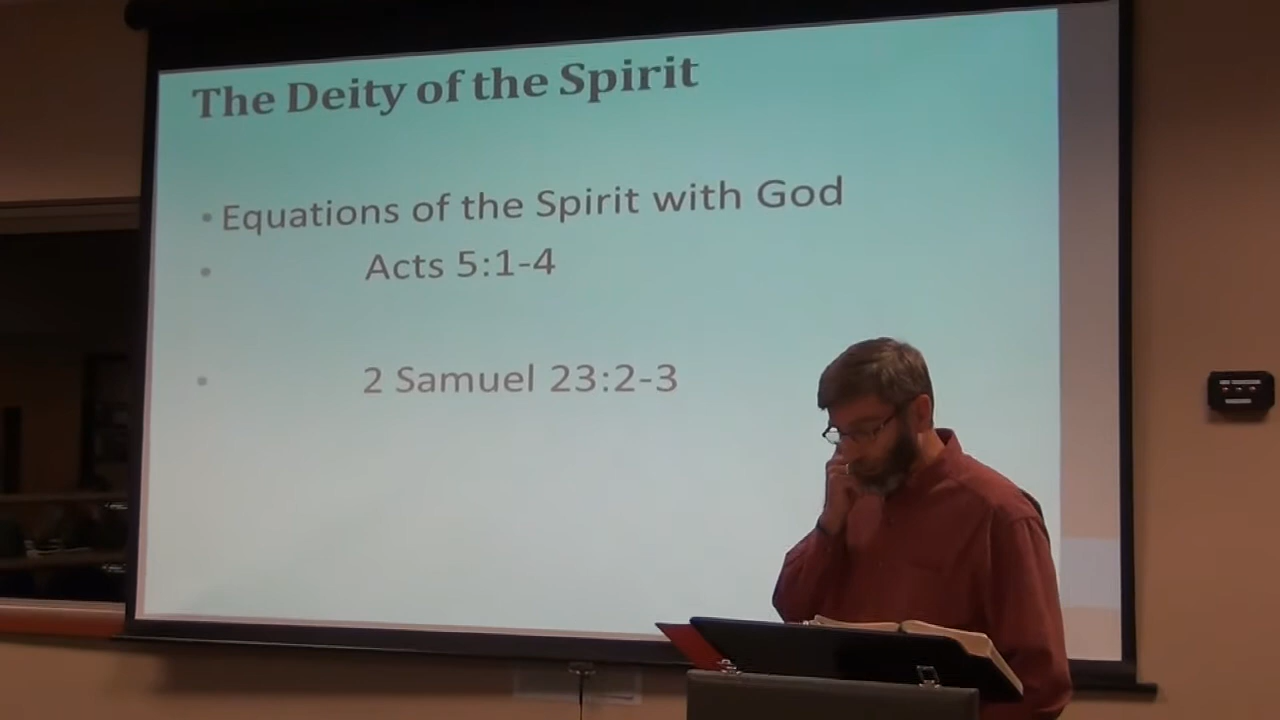 The Deity of the Spirit
• Equations of the Spirit with God
• Acts 5:1-4
• 2 Samuel 23:2-3